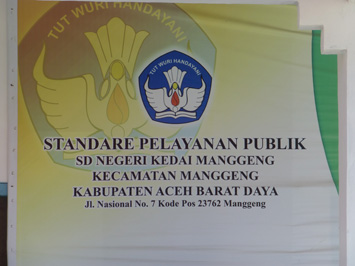 TUT WURI HANDAYANI
TUT WURI HANDAYANI
STANDARE PELAYANAN PUBLIK
SD NEGERI KEDAI MANGGENG
KECAMATAN MANGGENG
KABUPATEN ACEH BARAT DAYA
Jl. Nasional No. 7 Kode Pos 23762 Manggeng